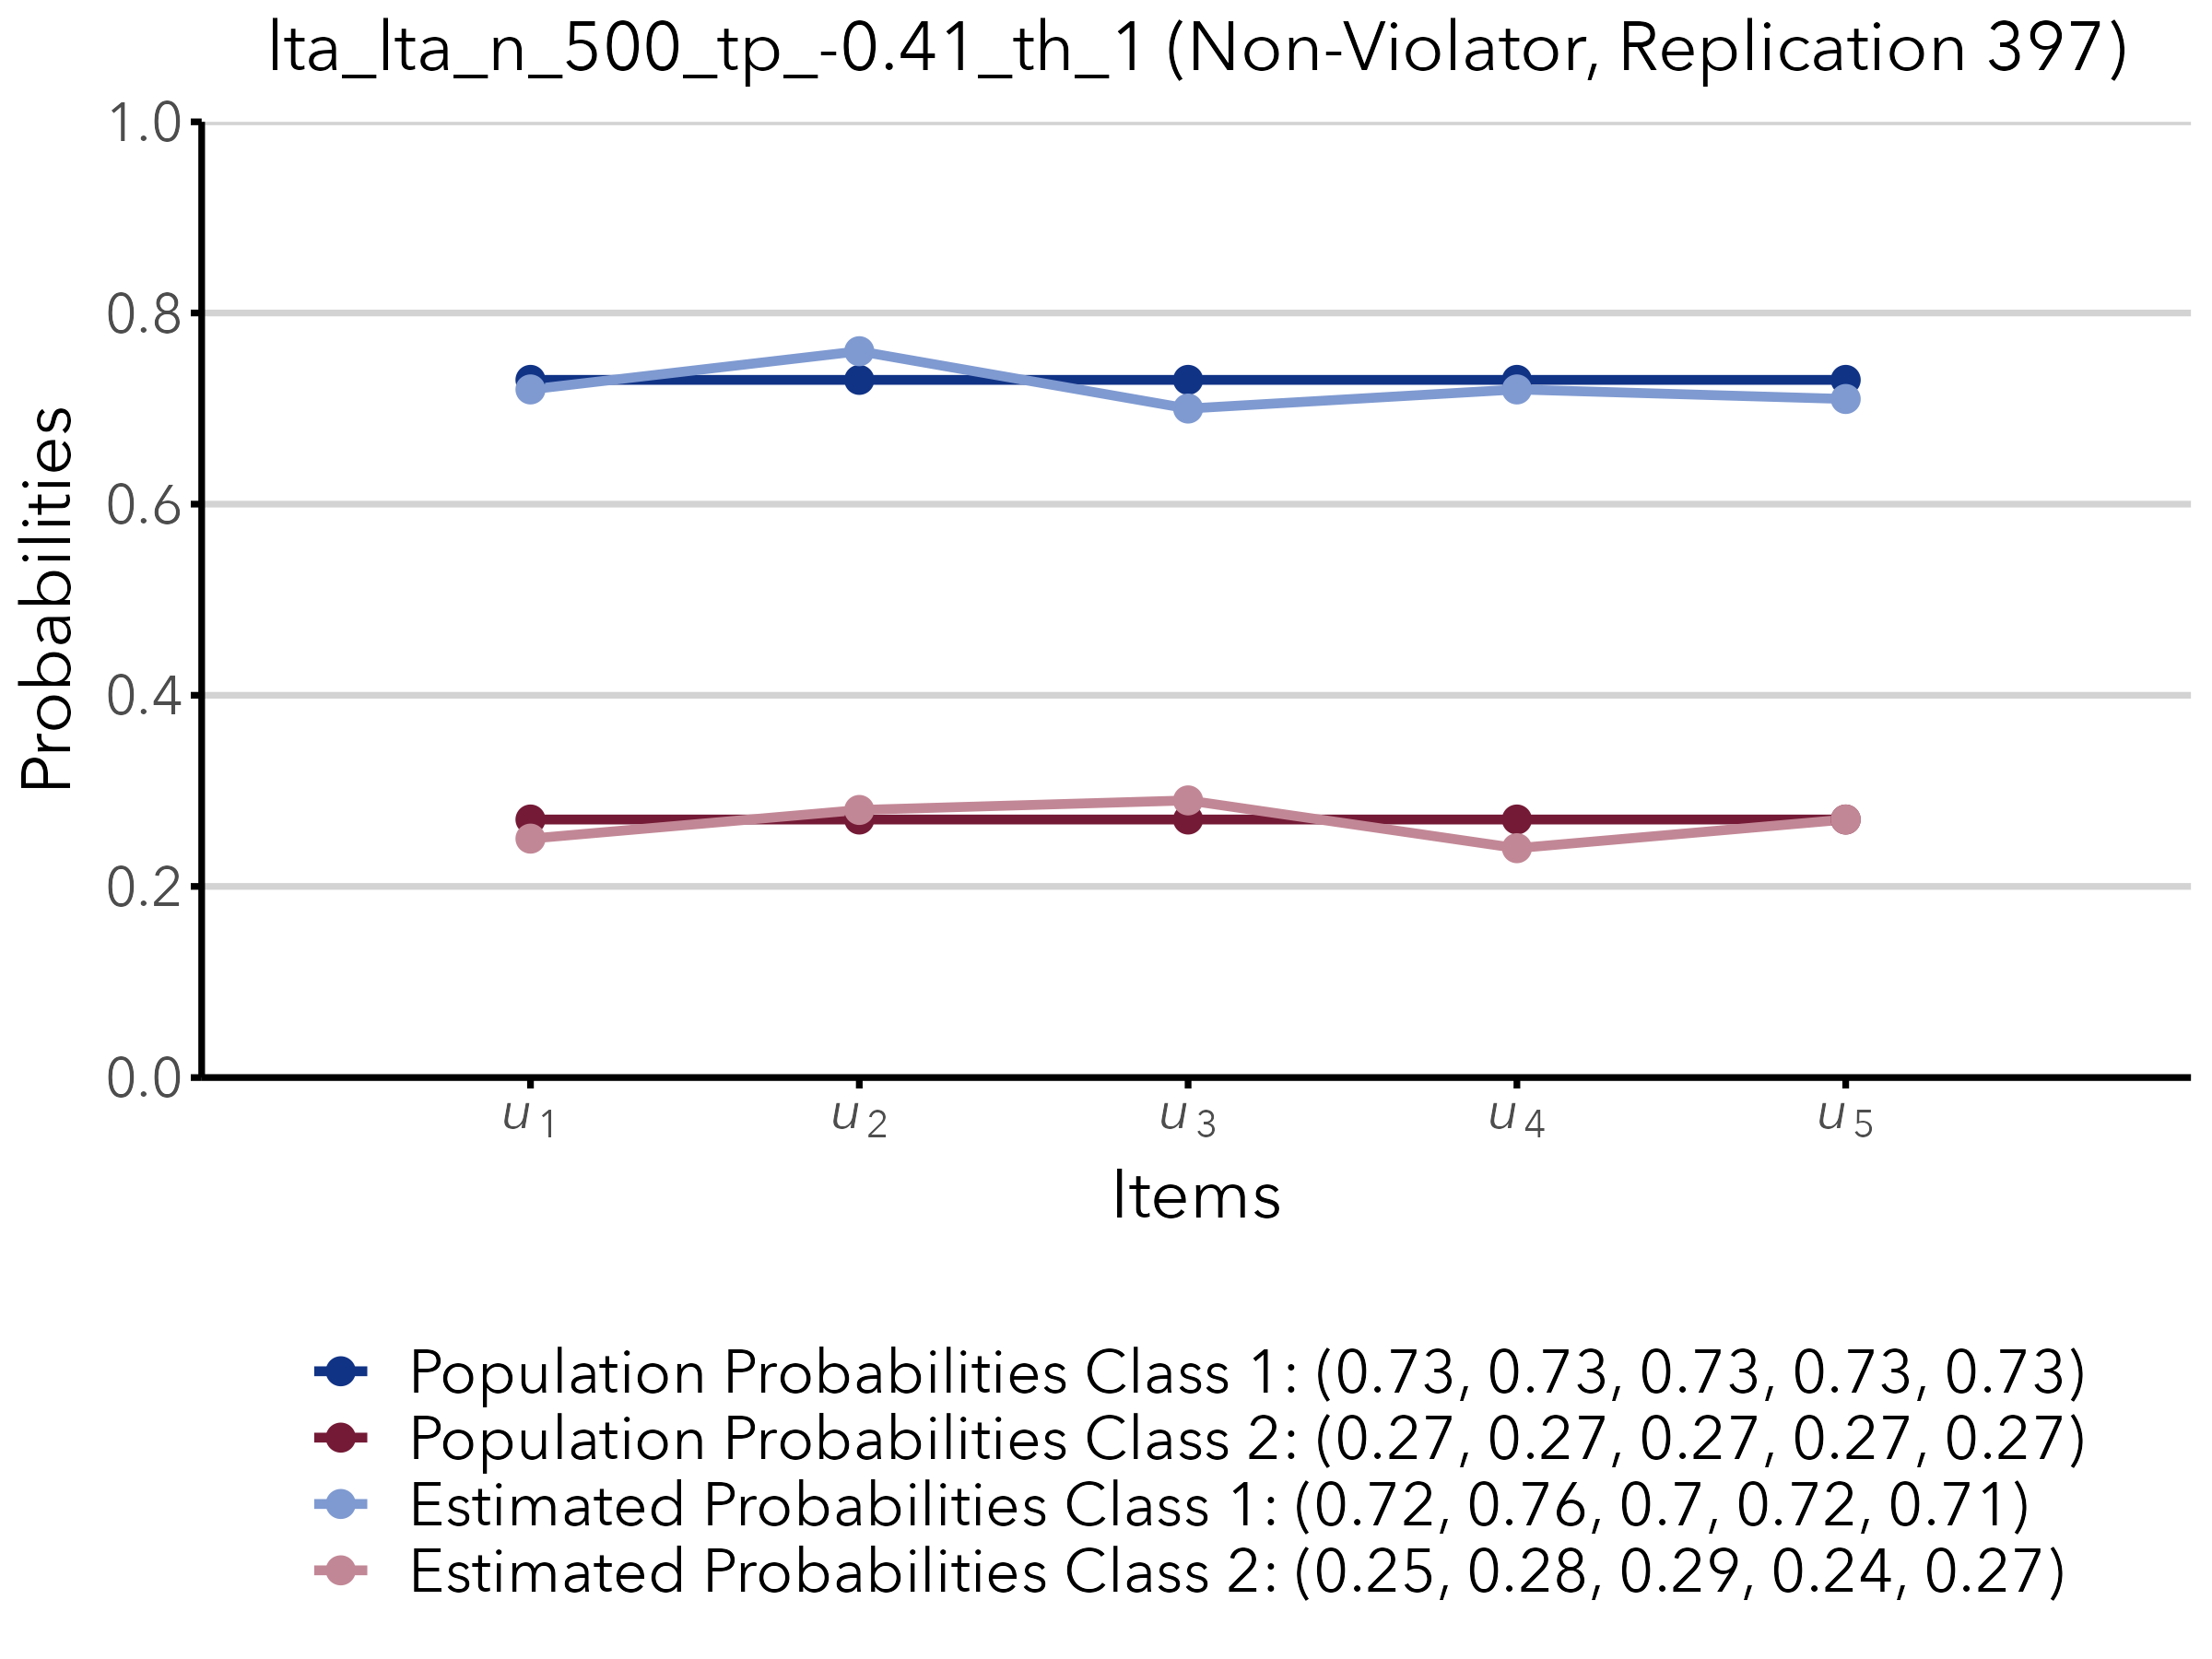 lta_lta_n_500_tp_-0.41_th_1 (Non-Violator, Replication 397)
1.0
0.8
0.6
0.4
0.2
0.0
Probabilities
u1 u2 u3 u4 u5
Items
Population Probabilities Class 1: (0.73, 0.73, 0.73, 0.73, 0.73)
Population Probabilities Class 2: (0.27, 0.27, 0.27, 0.27, 0.27)
Estimated Probabilities Class 1: (0.72, 0.76, 0.7, 0.72, 0.71)
Estimated Probabilities Class 2: (0.25, 0.28, 0.29, 0.24, 0.27)